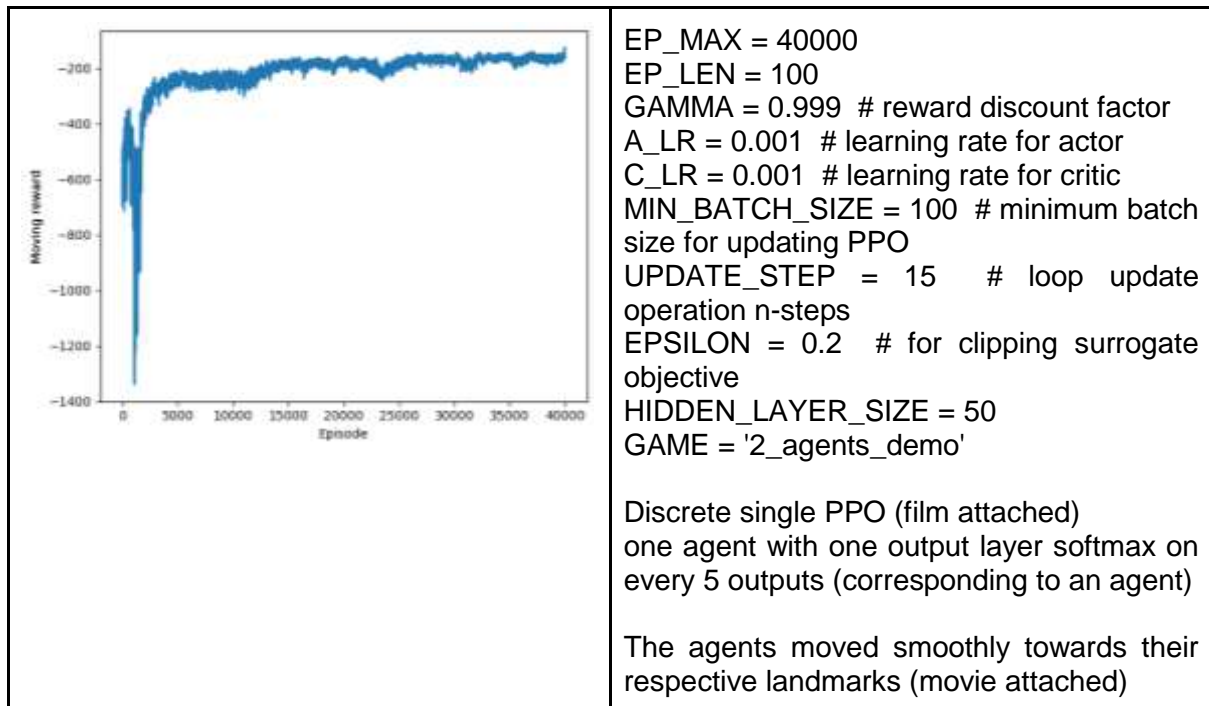 −200
−400
−600
−800
−1000
−1200
−1400
Moving reward
0 5000 10000 15000 20000 25000 30000 35000 40000
Episode
EP_MAX = 40000
EP_LEN = 100
GAMMA = 0.999 # reward discount factor
A_LR = 0.001 # learning rate for actor
C_LR = 0.001 # learning rate for critic
MIN_BATCH_SIZE = 100 # minimum batch
size for updating PPO
UPDATE_STEP = 15 # loop update
operation n-steps
EPSILON = 0.2 # for clipping surrogate
objective
HIDDEN_LAYER_SIZE = 50
GAME = '2_agents_demo'
Discrete single PPO (film attached)
one agent with one output layer softmax on
every 5 outputs (corresponding to an agent)
The agents moved smoothly towards their
respective landmarks (movie attached)